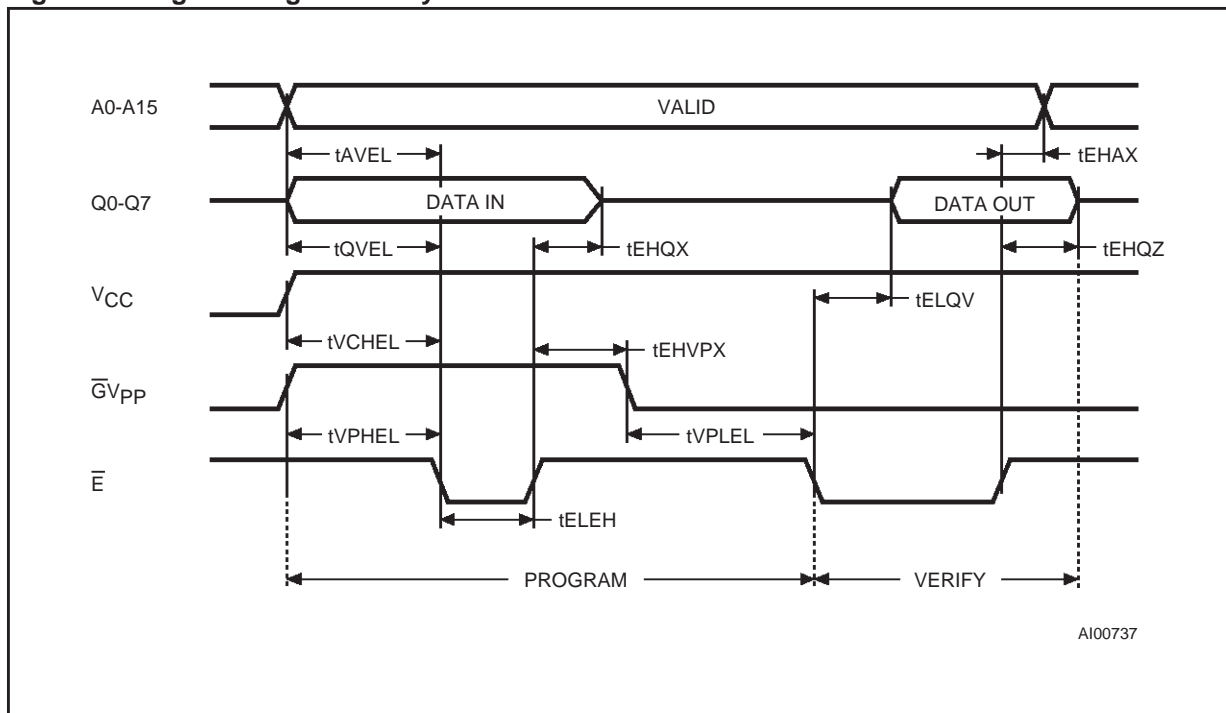 A0-A15
VALID
tAVEL
tEHAX
Q0-Q7
DATA IN
DATA OUT
tQVEL
tEHQX
tEHQZ
VCC
tELQV
tVCHEL
tEHVPX
G̅VPP
tVPHEL
tVPLEL
E̅
tELEH
PROGRAM
VERIFY
AI00737